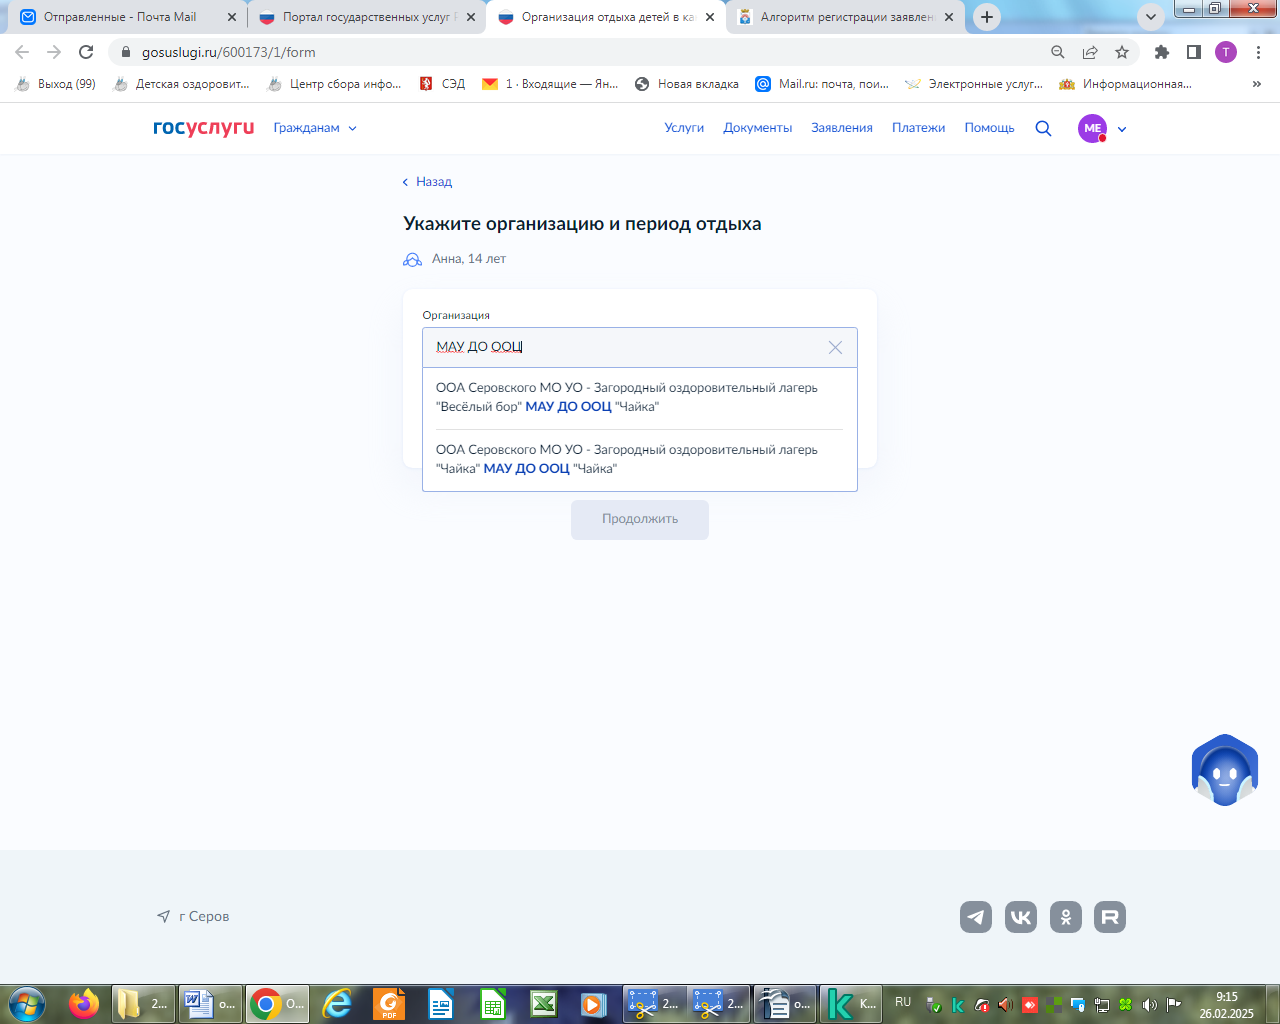 Отправленные - Почта Mail
Портал государственных услуг Р
Организация отдыха детей в ка
Алгоритм регистрации заявлен
gosuslugi.ru/600173/1/form
T
Выход (99)
Детская оздоровит...
Центр сбора инфо...
СЭД
1 · Входящие — Ян...
Новая вкладка
Mail.ru: почта, пои...
Электронные услуг...
Информационная...
»
госуслуги
Гражданам
Услуги
Документы
Заявления
Платежи
Помощь
МЕ
Назад
Укажите организацию и период отдыха
Анна, 14 лет
Организация
МАУ ДО ООЦ
ООА Серовского МО УО - Загородный оздоровительный лагерь
"Весёлый бор" МАУ ДО ООЦ "Чайка"
ООА Серовского МО УО - Загородный оздоровительный лагерь
"Чайка" МАУ ДО ООЦ "Чайка"
Продолжить
г Серов
2...
о...
О...
PDF
2...
2...
о...
K...
RU
9:15
26.02.2025